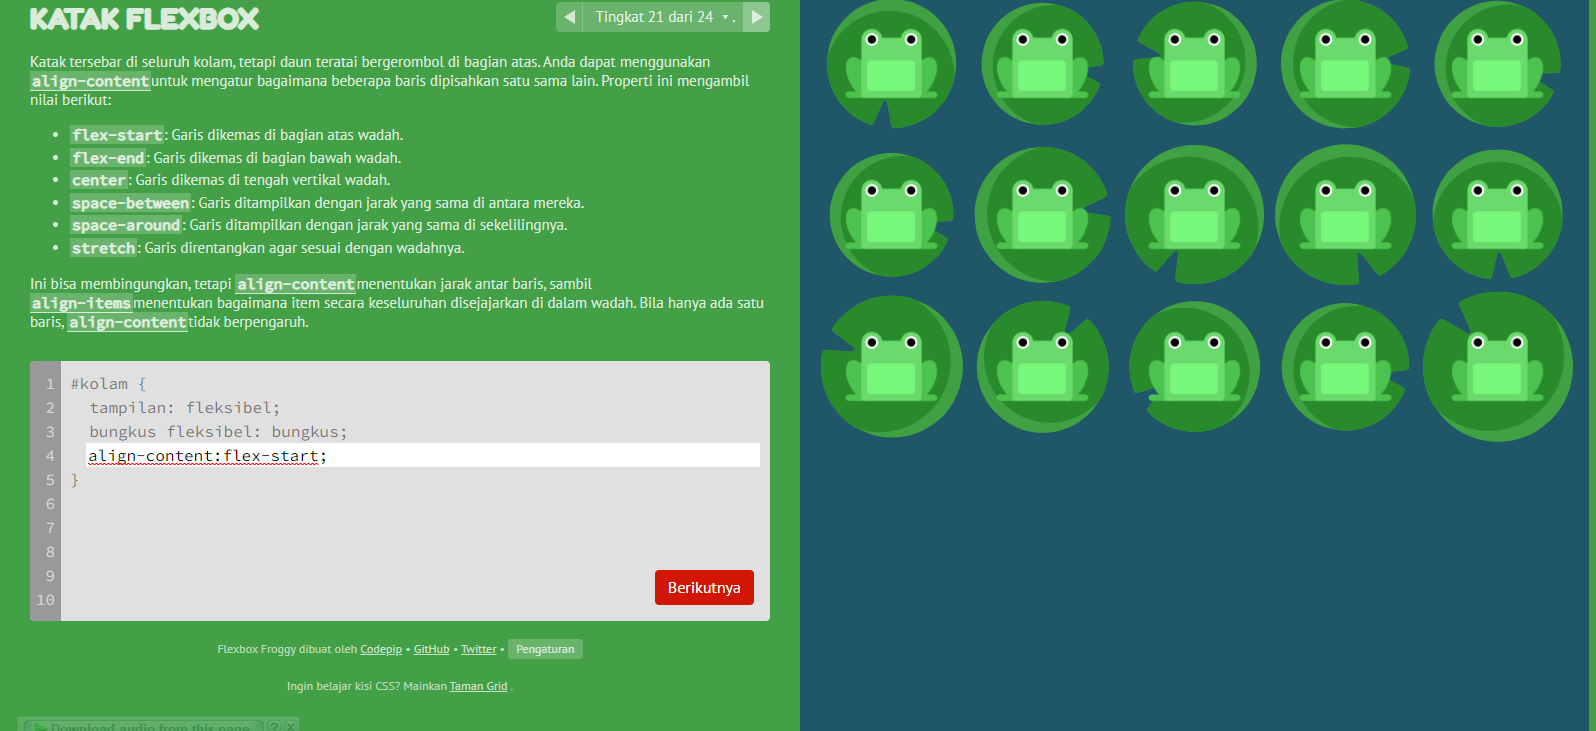 KATAK FLEXBOX
Tingkat 21 dari 24 .
Katak tersebar di seluruh kolam, tetapi daun teratai bergerombol di bagian atas. Anda dapat menggunakan
align-content untuk mengatur bagaimana beberapa baris dipisahkan satu sama lain. Properti ini mengambil
nilai berikut:
• flex-start: Garis dikemas di bagian atas wadah.
• flex-end: Garis dikemas di bagian bawah wadah.
• center: Garis dikemas di tengah vertikal wadah.
• space-between: Garis ditampilkan dengan jarak yang sama di antara mereka.
• space-around: Garis ditampilkan dengan jarak yang sama di sekelilingnya.
• stretch: Garis direntangkan agar sesuai dengan wadahnya.
Ini bisa membingungkan, tetapi align-content menentukan jarak antar baris, sambil
align-items menentukan bagaimana item secara keseluruhan disejajarkan di dalam wadah. Bila hanya ada satu
baris, align-content tidak berpengaruh.
1 #kolam {
2 tampilan: fleksibel;
3 bungkus fleksibel: bungkus;
4 align-content:flex-start;
5 }
6
7
8
9
10
Berikutnya
Flexbox Froggy dibuat oleh Codepip • GitHub • Twitter • Pengaturan
Ingin belajar kisi CSS? Mainkan Taman Grid .
Download audio from this page ? X